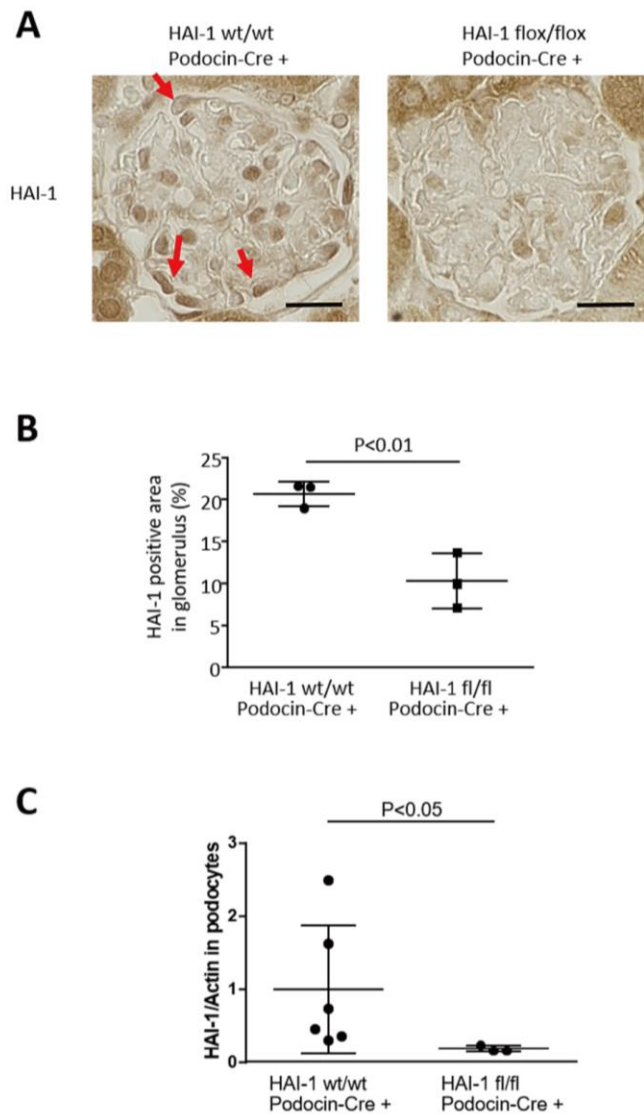 A
HAI-1 wt/wt
Podocin-Cre +
HAI-1 flox/flox
Podocin-Cre +
HAI-1
B
P<0.01
HAI-1 positive area
in glomerulus (%)
25
20
15
10
5
0
HAI-1 wt/wt
Podocin-Cre +
HAI-1 fl/fl
Podocin-Cre +
C
P<0.05
HAI-1/Actin in podocytes
3
2
1
0
HAI-1 wt/wt
Podocin-Cre +
HAI-1 fl/fl
Podocin-Cre +